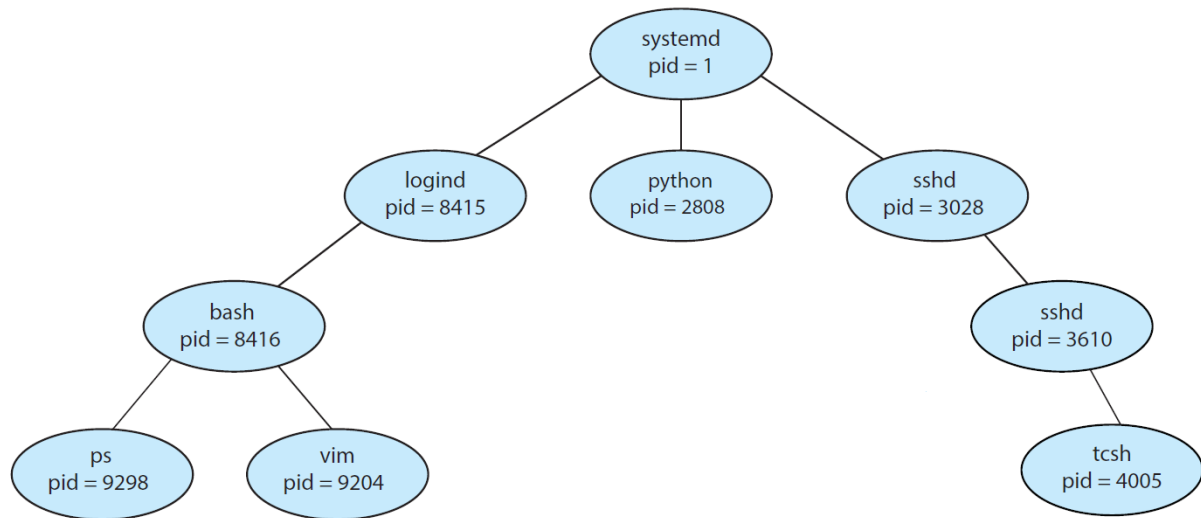 systemd
pid = 1
logind
pid = 8415
python
pid = 2808
sshd
pid = 3028
bash
pid = 8416
sshd
pid = 3610
ps
pid = 9298
vim
pid = 9204
tcsh
pid = 4005